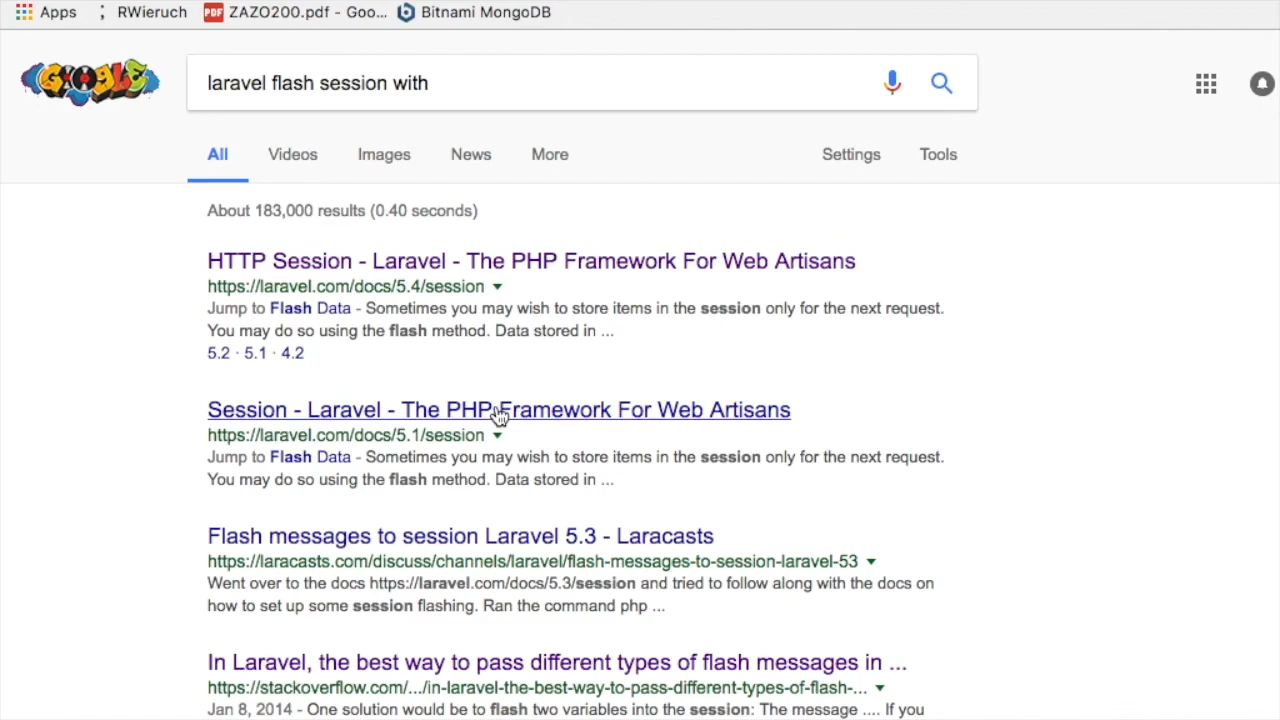 Apps ; RWieruch PDF ZAZO200.pdf - Goo... Bitnami MongoDB
GOOGLE laravel flash session with
All Videos Images News More Settings Tools
About 183,000 results (0.40 seconds)
HTTP Session - Laravel - The PHP Framework For Web Artisans
https://laravel.com/docs/5.4/session
Jump to Flash Data - Sometimes you may wish to store items in the session only for the next request.
You may do so using the flash method. Data stored in ...
5.2 · 5.1 · 4.2
Session - Laravel - The PHP Framework For Web Artisans
https://laravel.com/docs/5.1/session
Jump to Flash Data - Sometimes you may wish to store items in the session only for the next request.
You may do so using the flash method. Data stored in ...
Flash messages to session Laravel 5.3 - Laracasts
https://laracasts.com/discuss/channels/laravel/flash-messages-to-session-laravel-53
Went over to the docs https://laravel.com/docs/5.3/session and tried to follow along with the docs on
how to set up some session flashing. Ran the command php ...
In Laravel, the best way to pass different types of flash messages in ...
https://stackoverflow.com/.../in-laravel-the-best-way-to-pass-different-types-of-flash-...
Jan 8, 2014 - One solution would be to flash two variables into the session: The message .... If you